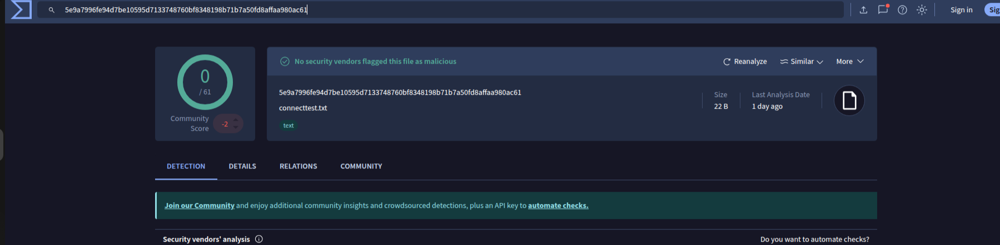 5e9a7996fe94d7be10595d7133748760bf8348198b71b7a50fd8affaa980ac61
Sign in
Sig
0
/ 61
Community
Score
-2
No security vendors flagged this file as malicious
Reanalyze
Similar
More
5e9a7996fe94d7be10595d7133748760bf8348198b71b7a50fd8affaa980ac61
connecttest.txt
text
Size
22 B
Last Analysis Date
1 day ago
DETECTION
DETAILS
RELATIONS
COMMUNITY
Join our Community and enjoy additional community insights and crowdsourced detections, plus an API key to automate checks.
Security vendors' analysis
Do you want to automate checks?